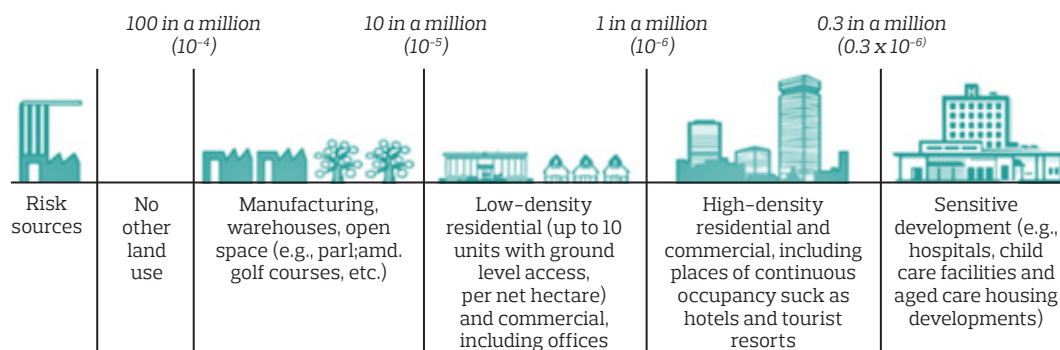 100 in a million
(10⁻⁴)
10 in a million
(10⁻⁵)
1 in a million
(10⁻⁶)
0.3 in a million
(0.3 x 10⁻⁶)
Risk
sources
No
other
land
use
Manufacturing,
warehouses, open
space (e.g., parl;amd.
golf courses, etc.)
Low-density
residential (up to 10
units with ground
level access,
per net hectare)
and commercial,
including offices
High-density
residential and
commercial, including
places of continuous
occupancy suck as
hotels and tourist
resorts
Sensitive
development (e.g.,
hospitals, child
care facilities and
aged care housing
developments)